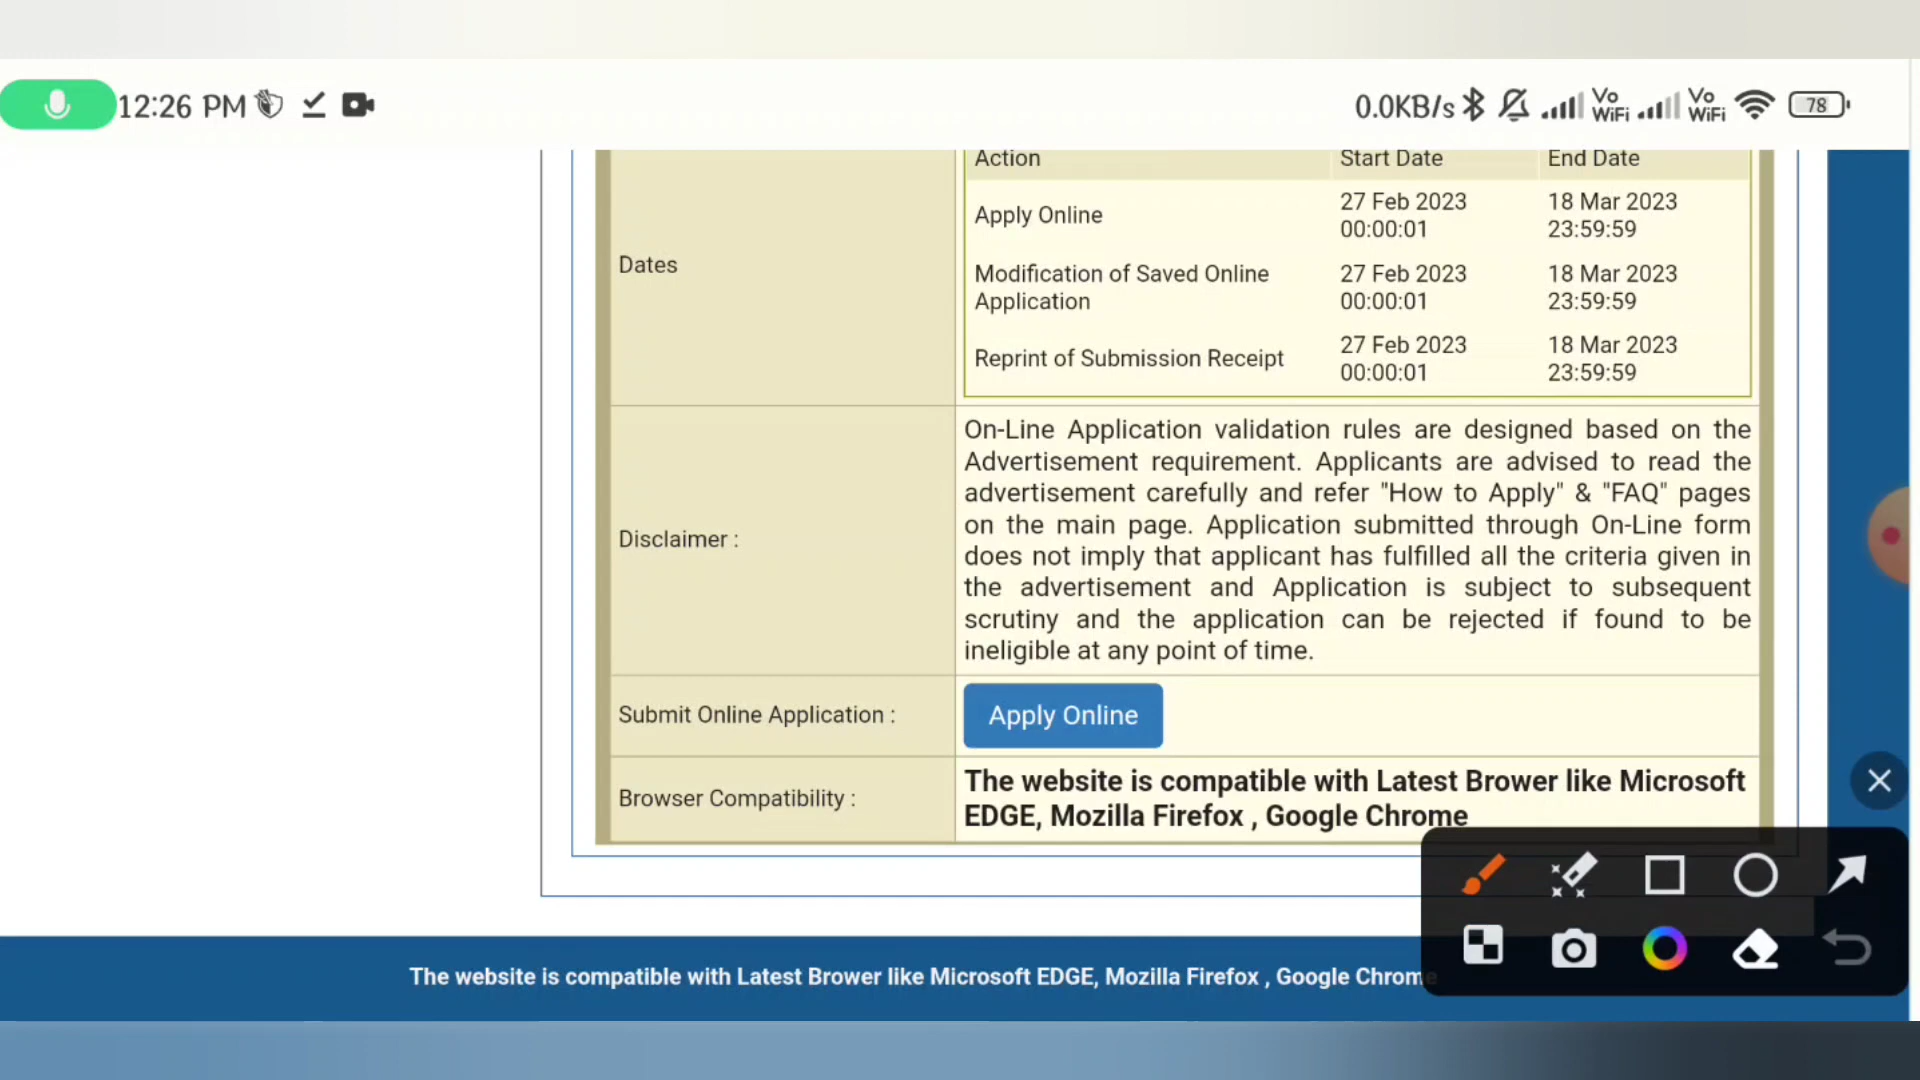 12:26 PM
0.0KB/s Vo WiFi Vo WiFi 78
Action Start Date End Date
Apply Online 27 Feb 2023 00:00:01 18 Mar 2023 23:59:59
Dates
Modification of Saved Online Application 27 Feb 2023 00:00:01 18 Mar 2023 23:59:59
Reprint of Submission Receipt 27 Feb 2023 00:00:01 18 Mar 2023 23:59:59
Disclaimer :
On-Line Application validation rules are designed based on the
Advertisement requirement. Applicants are advised to read the
advertisement carefully and refer "How to Apply" & "FAQ" pages
on the main page. Application submitted through On-Line form
does not imply that applicant has fulfilled all the criteria given in
the advertisement and Application is subject to subsequent
scrutiny and the application can be rejected if found to be
ineligible at any point of time.
Submit Online Application : Apply Online
Browser Compatibility :
The website is compatible with Latest Brower like Microsoft
EDGE, Mozilla Firefox , Google Chrome
The website is compatible with Latest Brower like Microsoft EDGE, Mozilla Firefox , Google Chrome